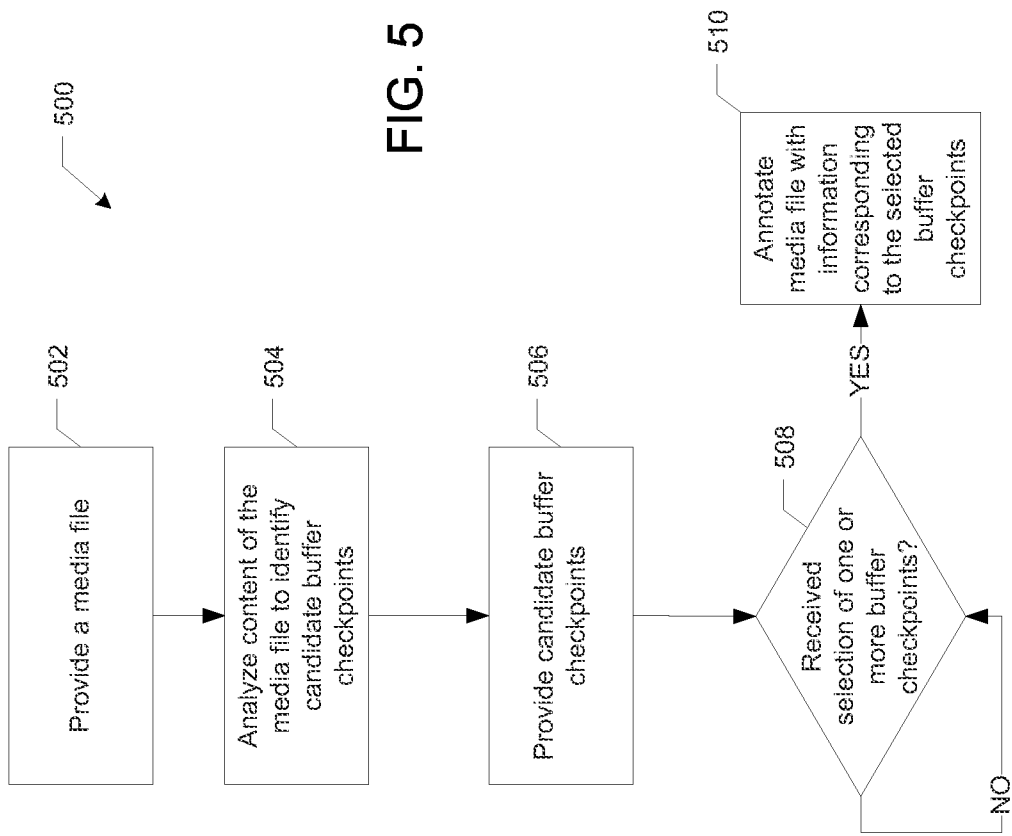 500
502
Provide a media file
504
Analyze content of the
media file to identify
candidate buffer
checkpoints
506
Provide candidate buffer
checkpoints
508
Received
selection of one or
more buffer
checkpoints?
NO
YES
510
Annotate
media file with
information
corresponding
to the selected
buffer
checkpoints
FIG. 5